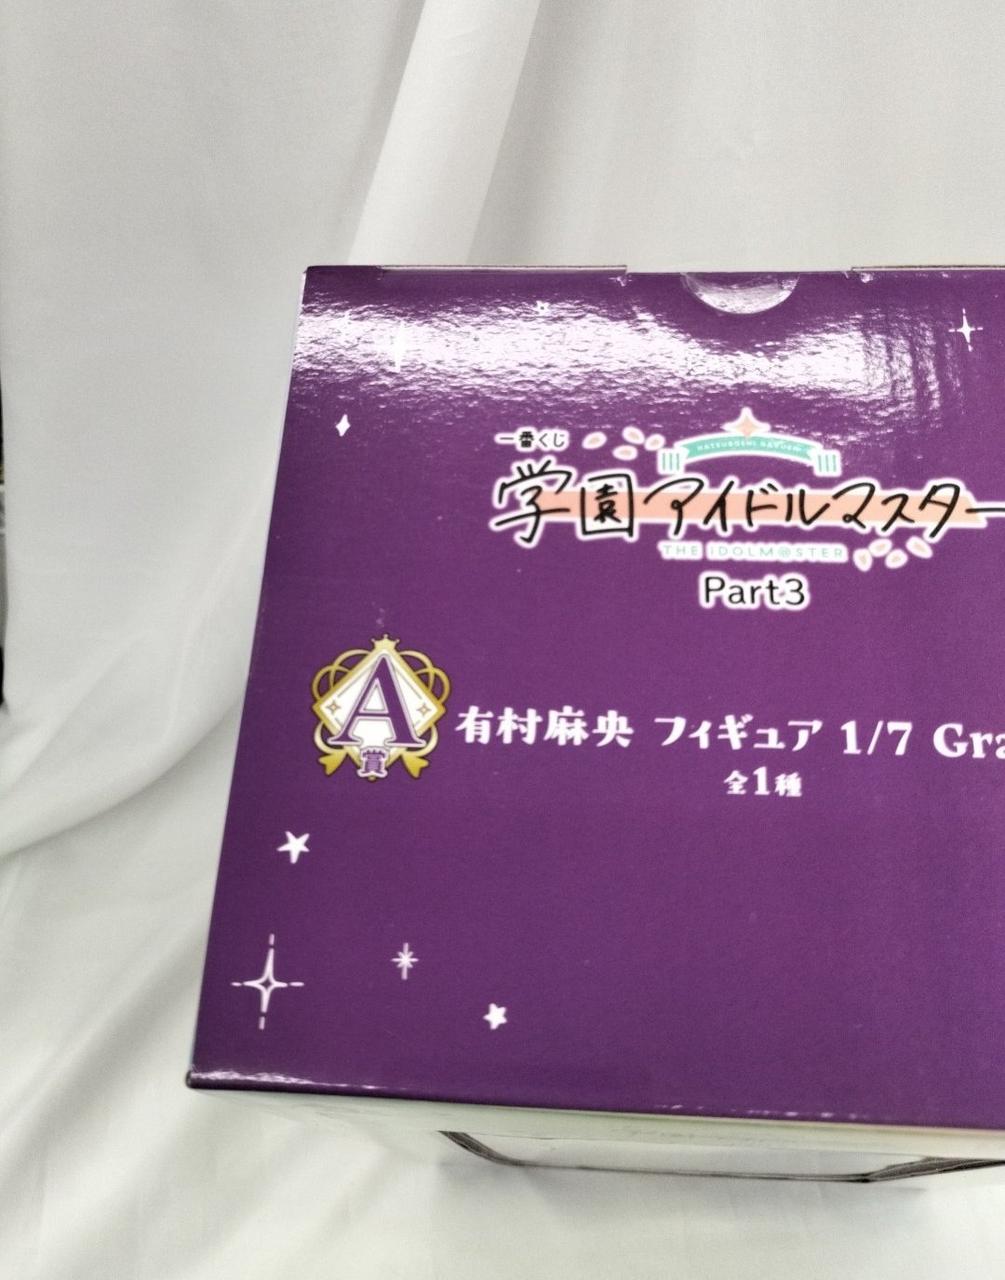 一番くじ
HATSUBOSHI GAKUEN
学園アイドルマスター
THE IDOLM@STER
Part3
A賞
有村麻央 フィギュア 1/7 Gra
全1種